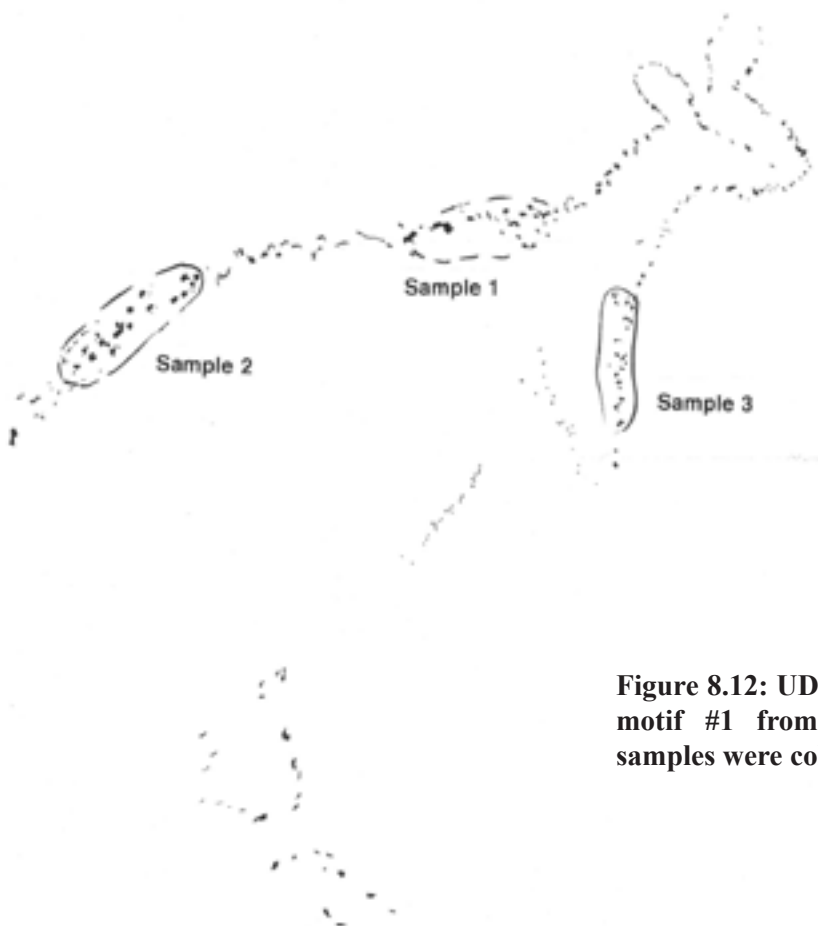 Sample 1
Sample 2
Sample 3
Figure 8.12: UD
motif #1 from
samples were co